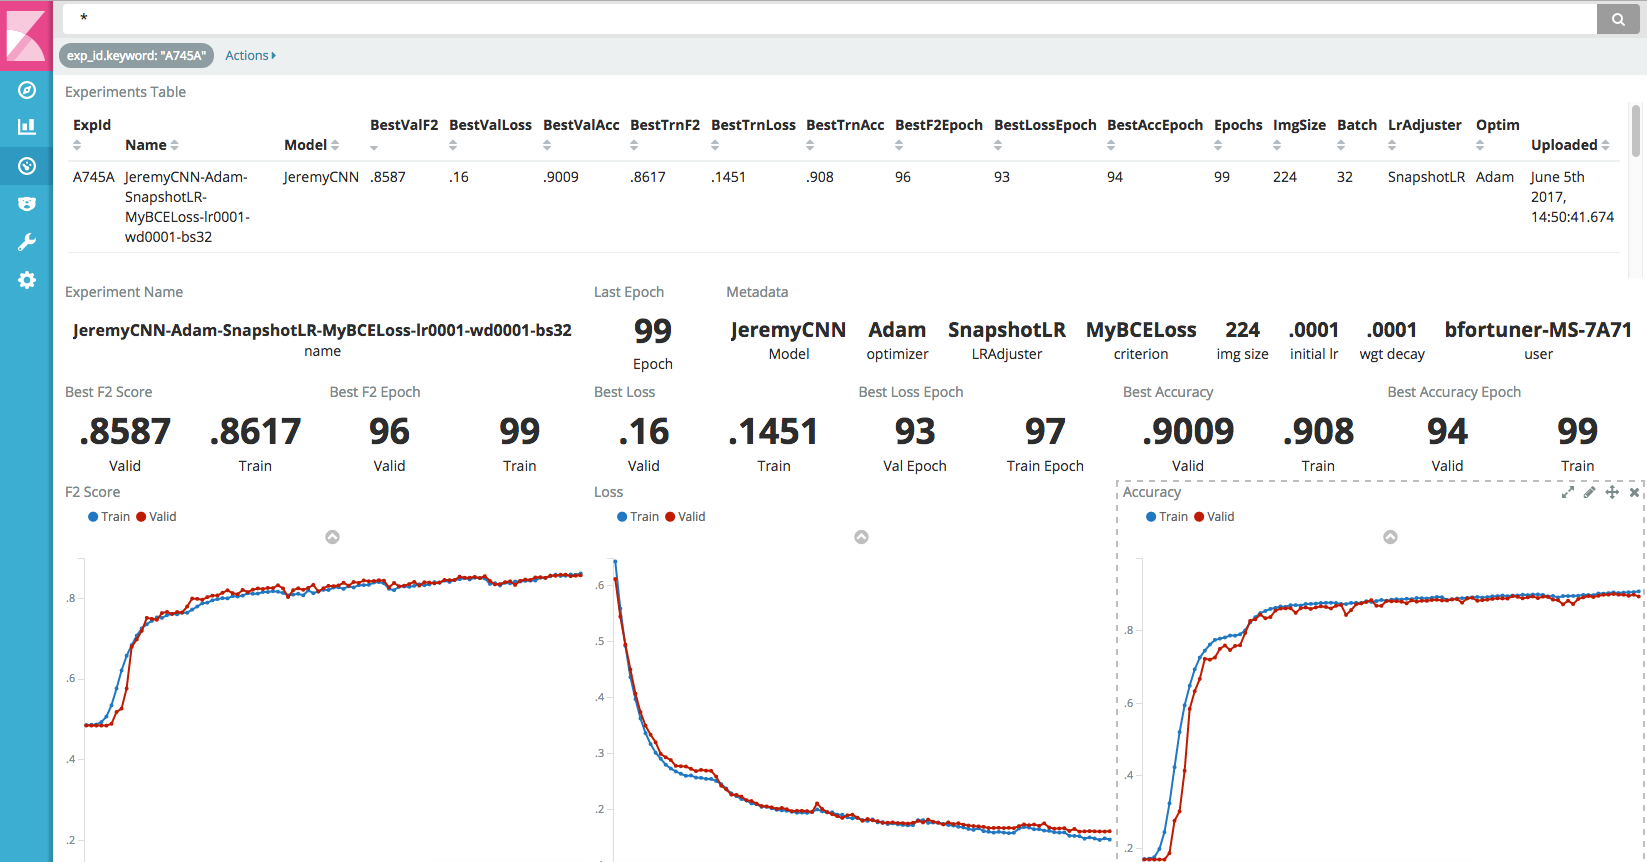 *
exp_id.keyword: "A745A" Actions
Experiments Table
ExpId Name Model BestValF2 BestValLoss BestValAcc BestTrnF2 BestTrnLoss BestTrnAcc BestF2Epoch BestLossEpoch BestAccEpoch Epochs ImgSize Batch LrAdjuster Optim Uploaded
A745A JeremyCNN-Adam- JeremyCNN .8587 .16 .9009 .8617 .1451 .908 96 93 94 99 224 32 SnapshotLR Adam June 5th
SnapshotLR- 2017,
MyBCELoss-lr0001- 14:50:41.674
wd0001-bs32
Experiment Name Last Epoch Metadata
JeremyCNN-Adam-SnapshotLR-MyBCELoss-lr0001-wd0001-bs32 99 JeremyCNN Adam SnapshotLR MyBCELoss 224 .0001 .0001 bfortuner-MS-7A71
name Epoch Model optimizer LRAdjuster criterion img size initial lr wgt decay user
Best F2 Score Best F2 Epoch Best Loss Best Loss Epoch Best Accuracy Best Accuracy Epoch
.8587 .8617 96 99 .16 .1451 93 97 .9009 .908 94 99
Valid Train Valid Train Valid Train Val Epoch Train Epoch Valid Train Valid Train
F2 Score Loss Accuracy
Train Valid Train Valid Train Valid
.8
.6
.4
.2
.6
.5
.4
.3
.2
.8
.6
.4
.2